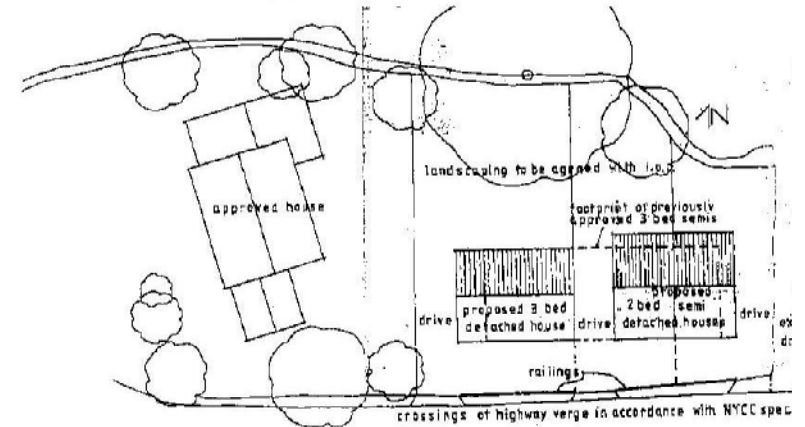 N
landscaping to be agreed with l.p.a.
approved house
footprint of previously
approved 3 bed semis
proposed 3 bed
detached house
proposed
2 bed semi
detached houses
drive
drive
drive
railings
crossings of highway verge in accordance with NYCC spec